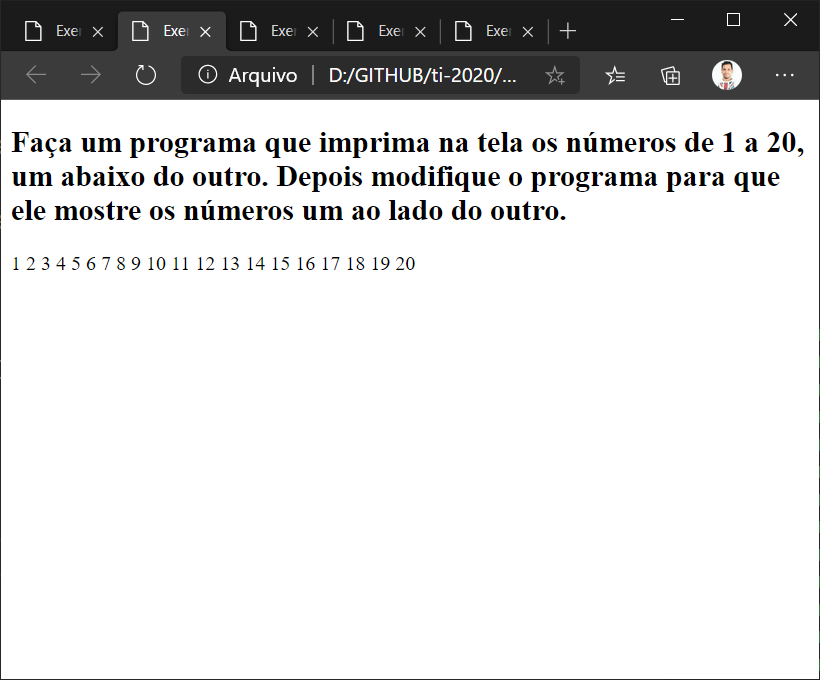 Exer Exer Exer Exer Exer
Arquivo | D:/GITHUB/ti-2020/...
Faça um programa que imprima na tela os números de 1 a 20,
um abaixo do outro. Depois modifique o programa para que
ele mostre os números um ao lado do outro.
1 2 3 4 5 6 7 8 9 10 11 12 13 14 15 16 17 18 19 20